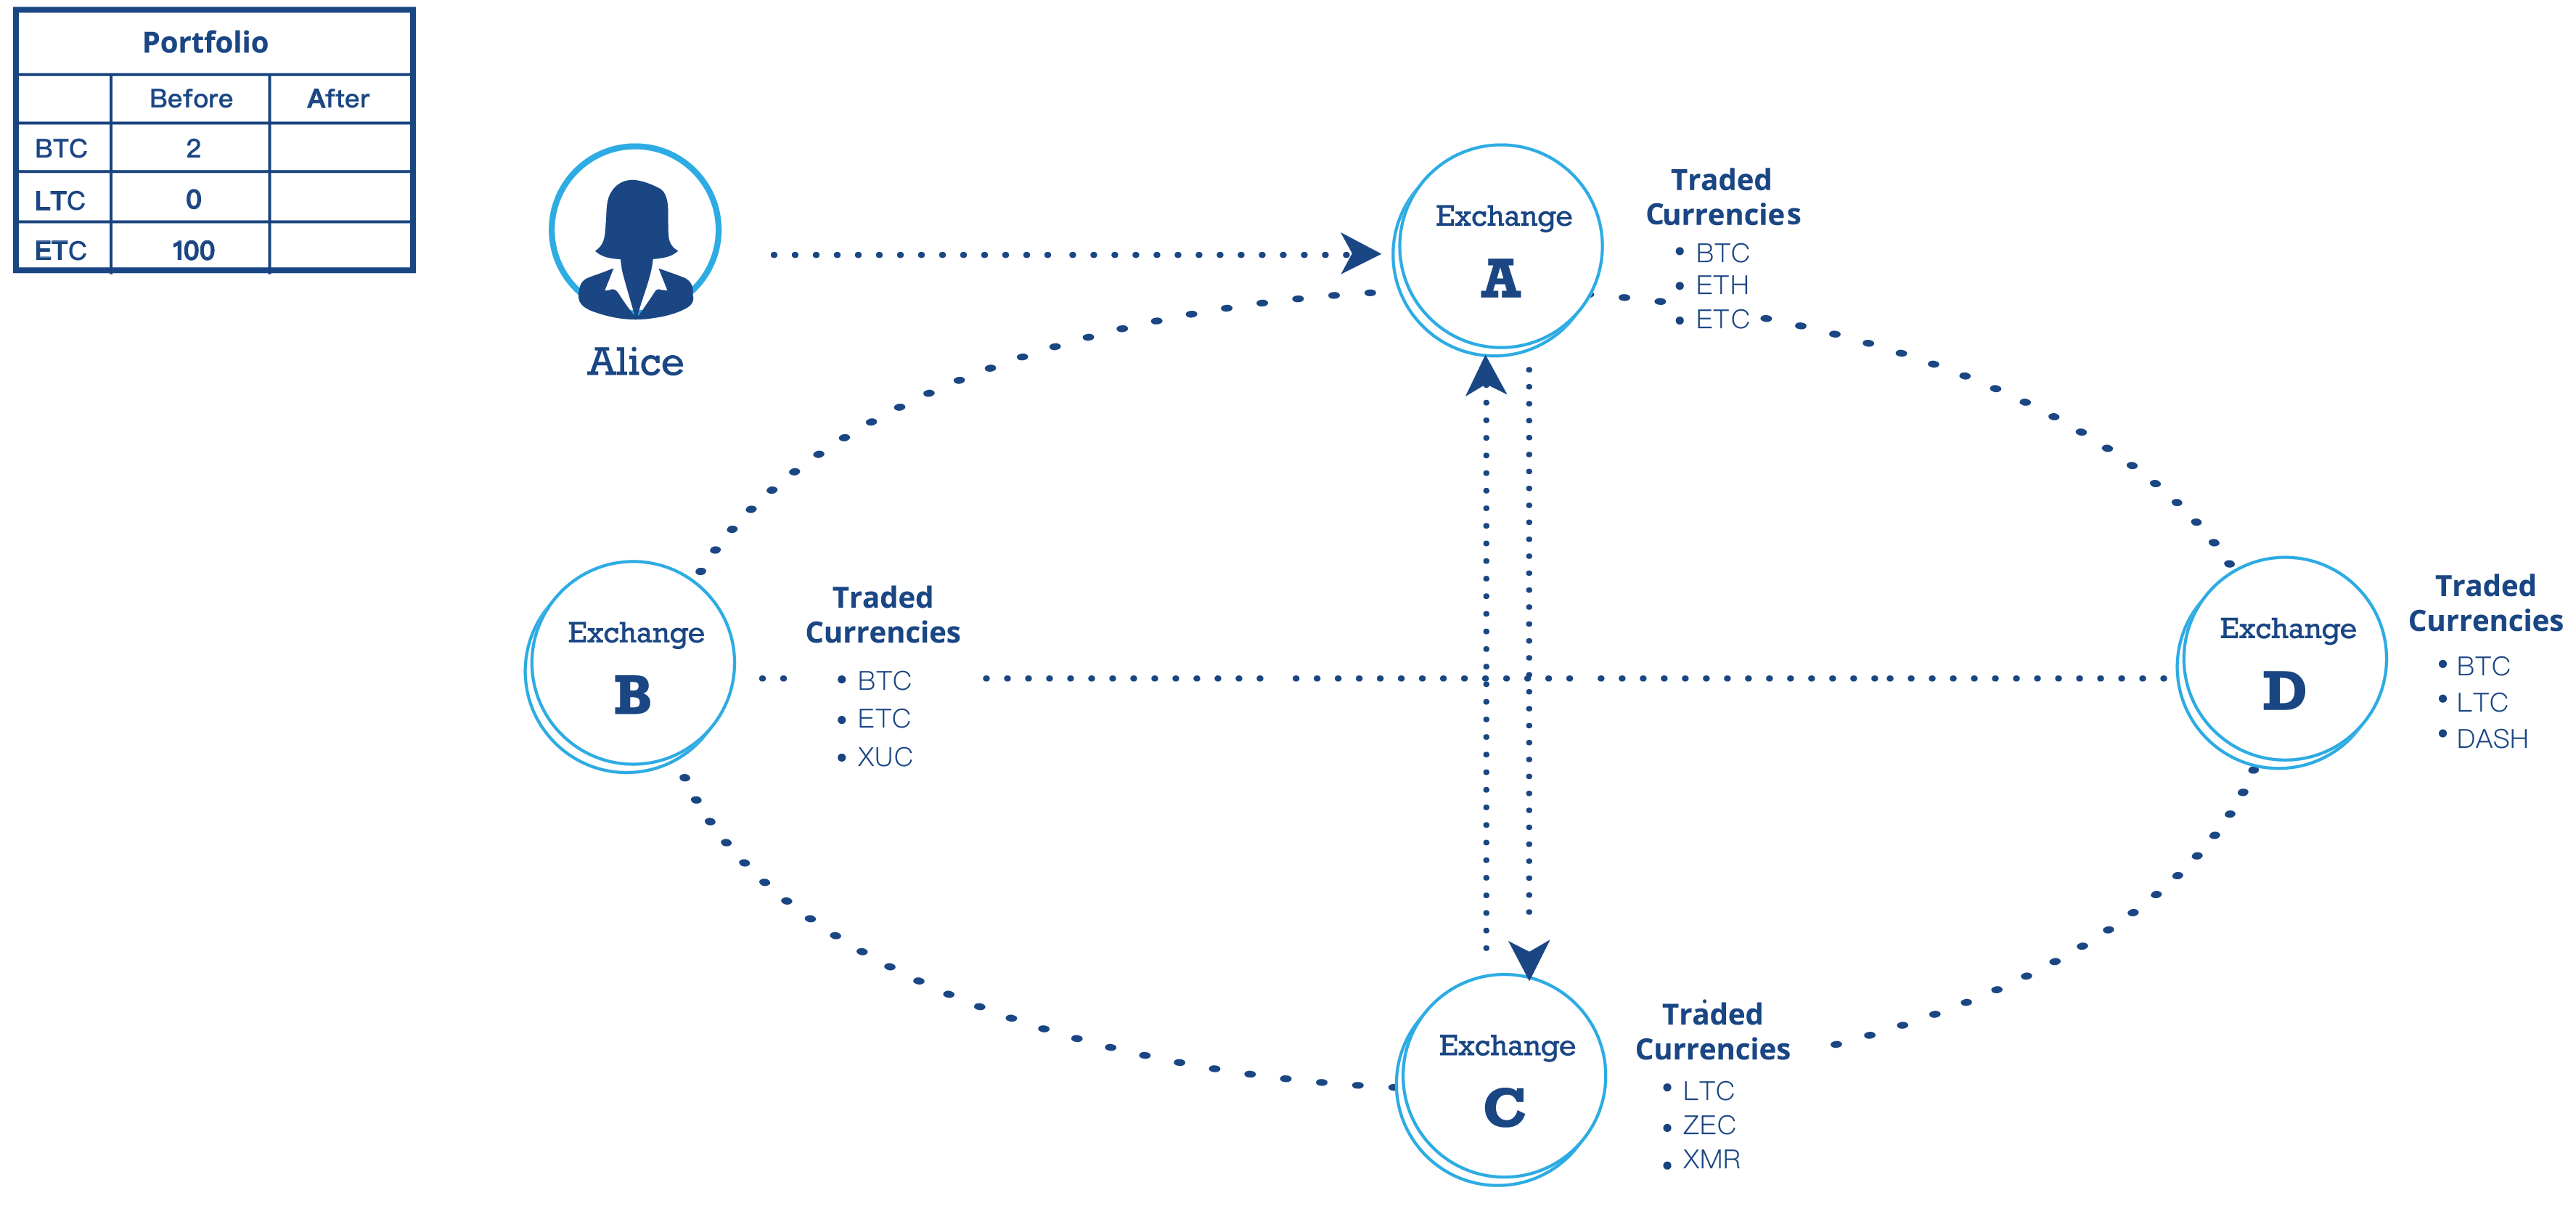 Portfolio
Before After
BTC 2
LTC 0
ETC 100
Alice
Exchange
A
Traded
Currencies
• BTC
• ETH
• ETC
Exchange
B
Traded
Currencies
• BTC
• ETC
• XUC
Exchange
D
Traded
Currencies
• BTC
• LTC
• DASH
Exchange
C
Traded
Currencies
• LTC
• ZEC
• XMR